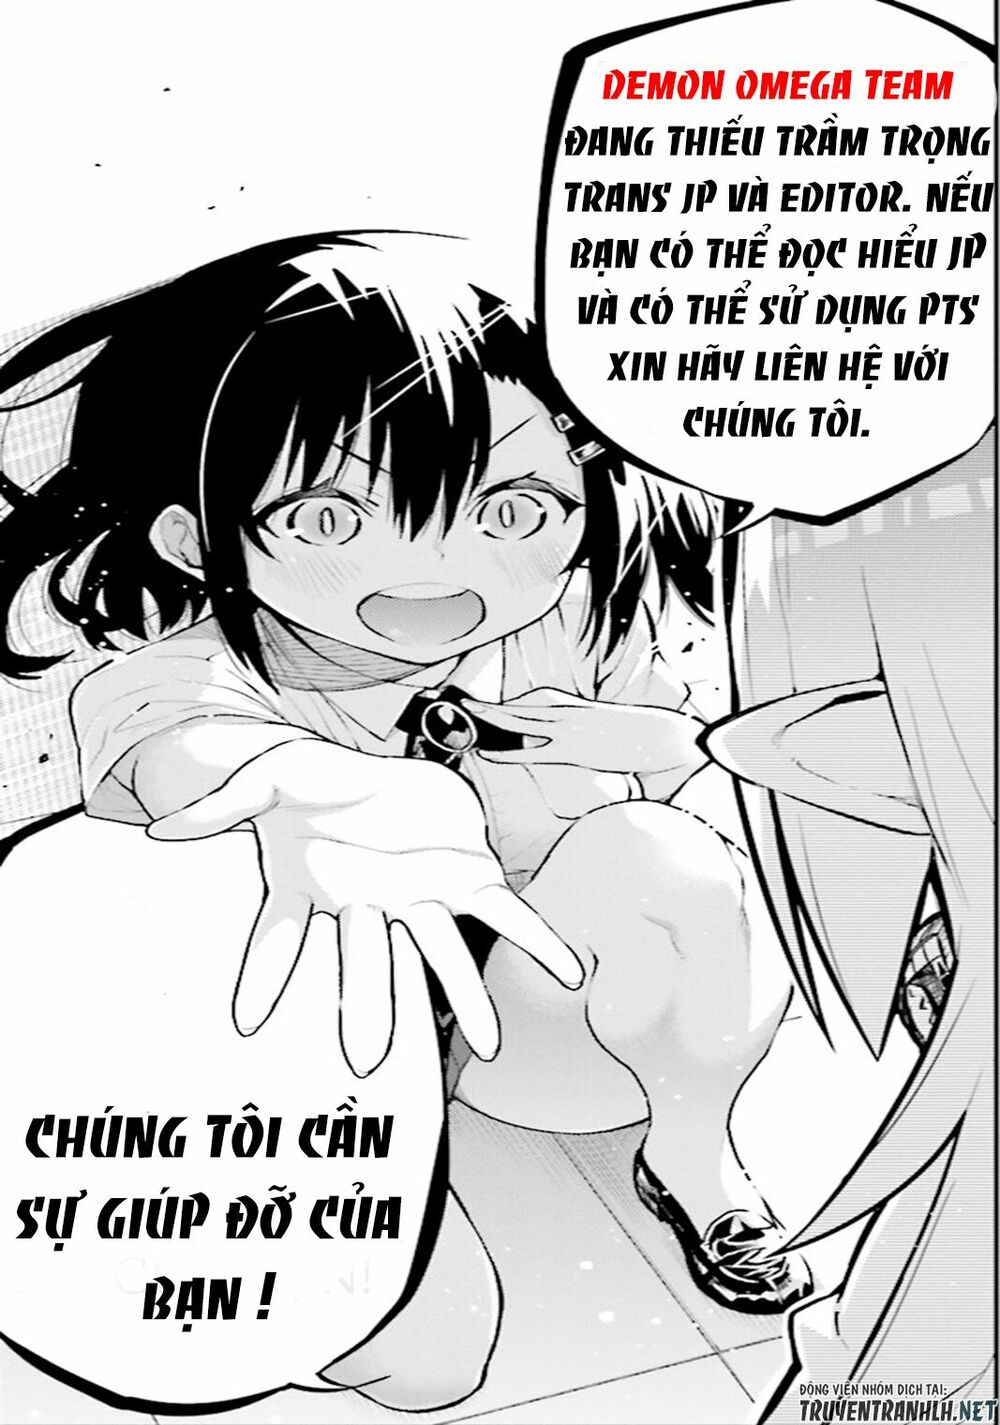 DEMON OMEGA TEAM
ĐANG THIẾU TRẦM TRỌNG
TRANS JP VÀ EDITOR. NẾU
BẠN CÓ THỂ ĐỌC HIỂU JP
VÀ CÓ THỂ SỬ DỤNG PTS
XIN HÃY LIÊN HỆ VỚI
CHÚNG TÔI.
CHÚNG TÔI CẦN
SỰ GIÚP ĐỠ CỦA
BẠN !
ĐỘNG VIÊN NHÓM DỊCH TẠI:
TRUYENTRANHLH.NET